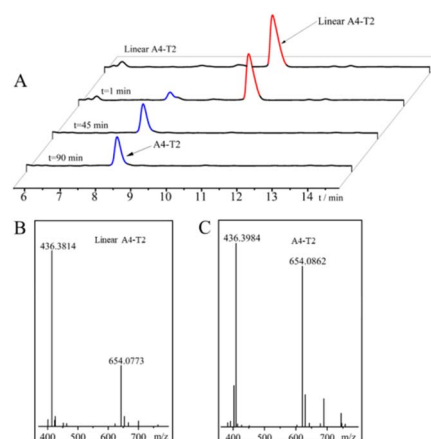 Linear A4-T2
Linear A4-T2
A
t=1 min
t=45 min
t=90 min
A4-T2
6 7 8 9 10 11 12 13 14 t / min
B
C
436.3814
Linear A4-T2
436.3984
A4-T2
654.0862
654.0773
400 500 600 700 m/z
400 500 600 700 m/z